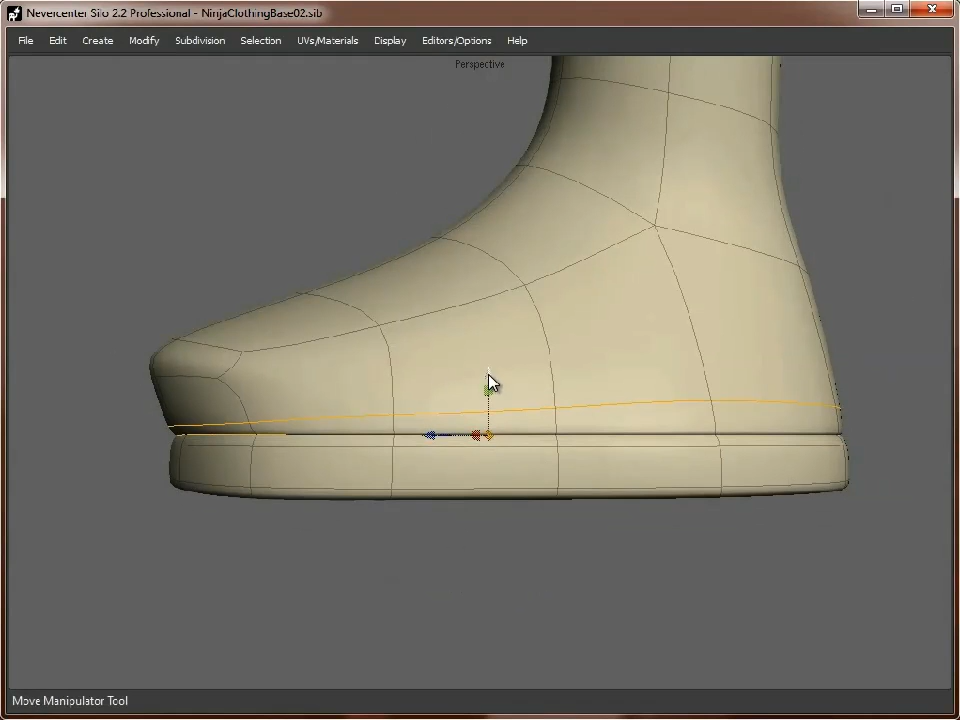 Nevercenter Silo 2.2 Professional - NinjaClothingBase02.sib
File Edit Create Modify Subdivision Selection UVs/Materials Display Editors/Options Help
Perspective
Move Manipulator Tool